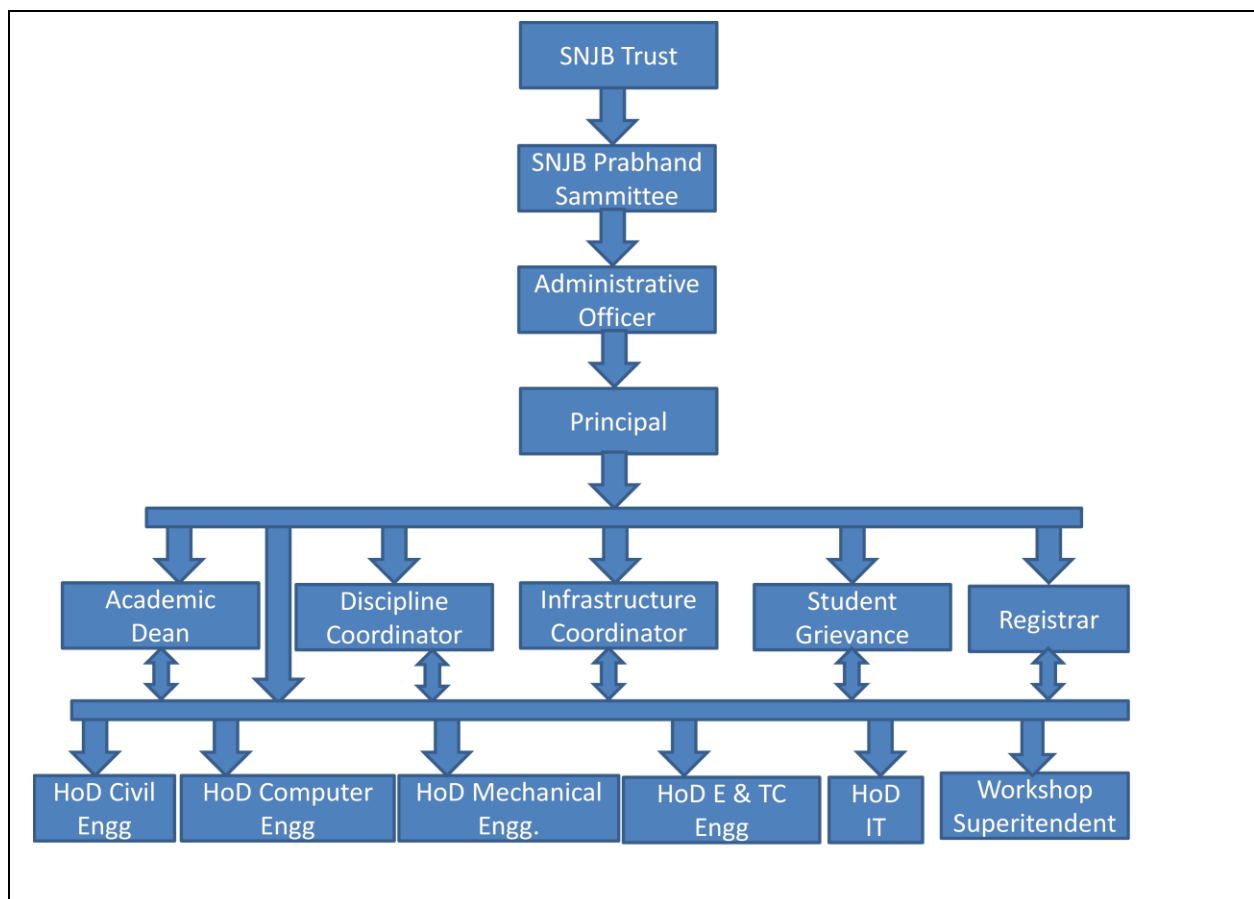 SNJB Trust
SNJB Prabhand
Sammittee
Administrative
Officer
Principal
Academic
Dean
Discipline
Coordinator
Infrastructure
Coordinator
Student
Grievance
Registrar
HoD Civil
Engg
HoD Computer
Engg
HoD Mechanical
Engg.
HoD E & TC
Engg
HoD
IT
Workshop
Superitendent